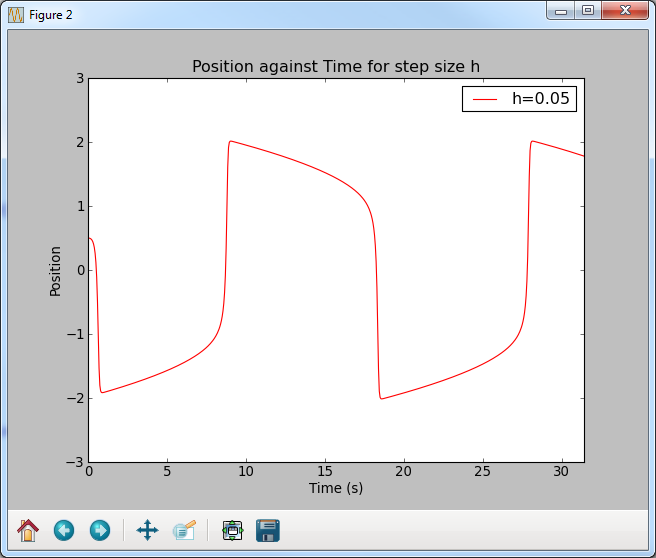 Figure 2
Position against Time for step size h
h=0.05
3
2
1
0
−1
−2
−3
Position
0 5 10 15 20 25 30
Time (s)